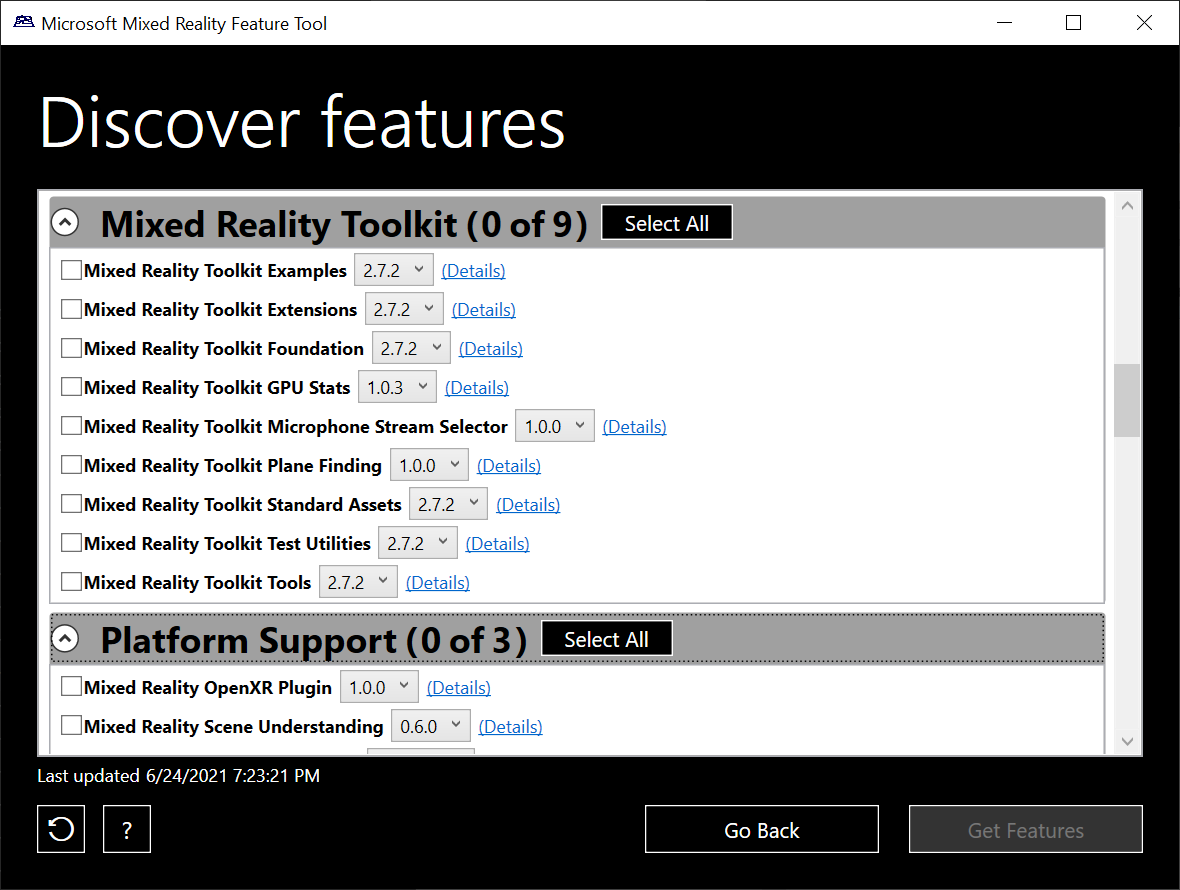 Microsoft Mixed Reality Feature Tool
Discover features
Mixed Reality Toolkit (0 of 9) Select All
Mixed Reality Toolkit Examples 2.7.2 (Details)
Mixed Reality Toolkit Extensions 2.7.2 (Details)
Mixed Reality Toolkit Foundation 2.7.2 (Details)
Mixed Reality Toolkit GPU Stats 1.0.3 (Details)
Mixed Reality Toolkit Microphone Stream Selector 1.0.0 (Details)
Mixed Reality Toolkit Plane Finding 1.0.0 (Details)
Mixed Reality Toolkit Standard Assets 2.7.2 (Details)
Mixed Reality Toolkit Test Utilities 2.7.2 (Details)
Mixed Reality Toolkit Tools 2.7.2 (Details)
Platform Support (0 of 3) Select All
Mixed Reality OpenXR Plugin 1.0.0 (Details)
Mixed Reality Scene Understanding 0.6.0 (Details)
Last updated 6/24/2021 7:23:21 PM
? Go Back Get Features